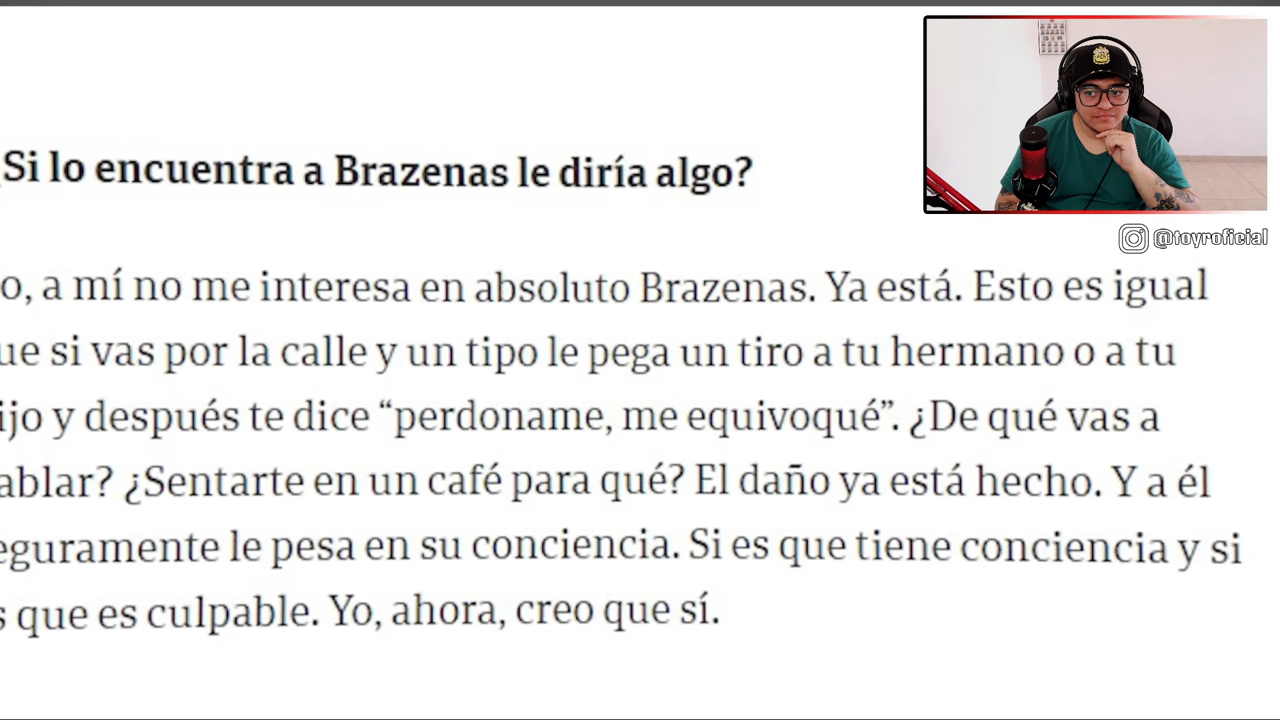 ¿Si lo encuentra a Brazenas le diría algo?
@toyroficial
o, a mí no me interesa en absoluto Brazenas. Ya está. Esto es igual
ue si vas por la calle y un tipo le pega un tiro a tu hermano o a tu
ijo y después te dice “perdoname, me equivoqué”. ¿De qué vas a
ablar? ¿Sentarte en un café para qué? El daño ya está hecho. Y a él
eguramente le pesa en su conciencia. Si es que tiene conciencia y si
s que es culpable. Yo, ahora, creo que sí.